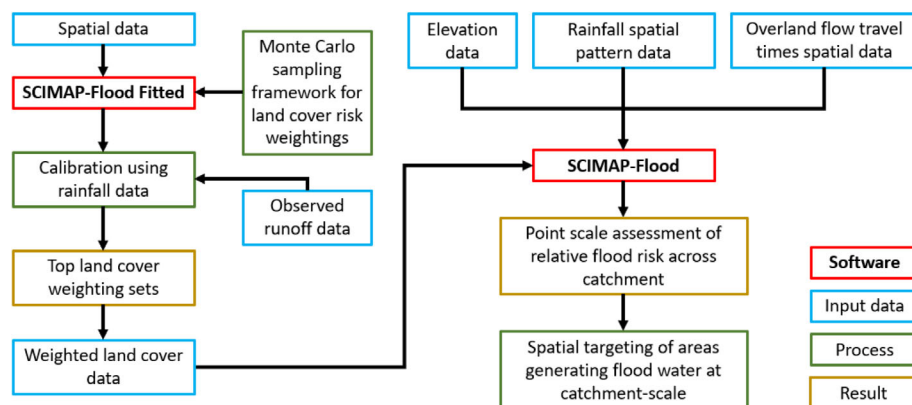 Spatial data
SCIMAP-Flood Fitted
Monte Carlo
sampling
framework for
land cover risk
weightings
Calibration using
rainfall data
Observed
runoff data
Top land cover
weighting sets
Weighted land cover
data
Elevation
data
Rainfall spatial
pattern data
Overland flow travel
times spatial data
SCIMAP-Flood
Point scale assessment of
relative flood risk across
catchment
Spatial targeting of areas
generating flood water at
catchment-scale
Software
Input data
Process
Result